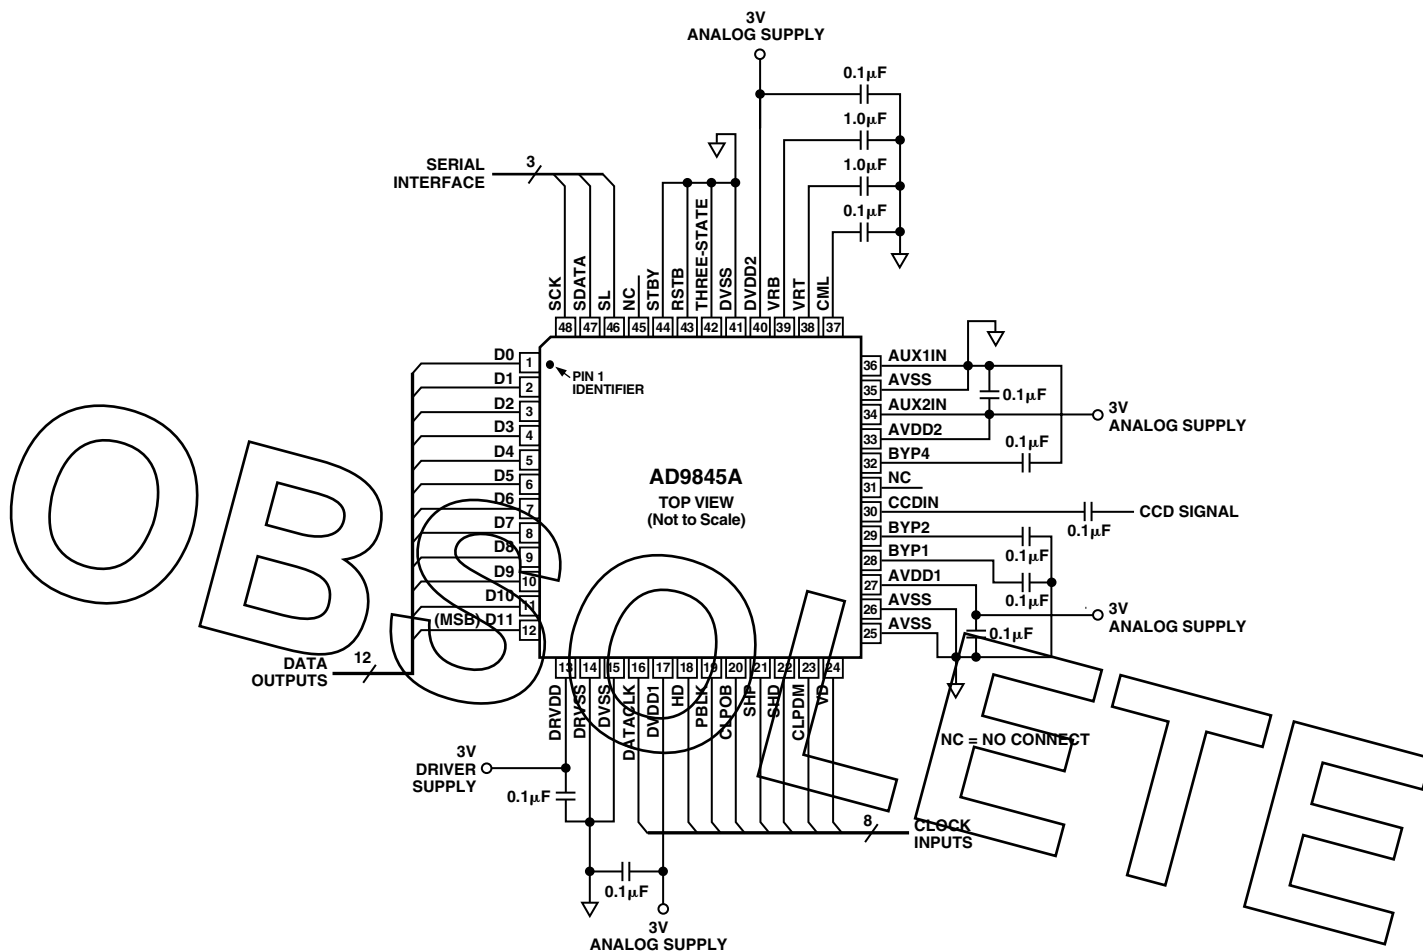 3V
ANALOG SUPPLY
0.1µF
1.0µF
1.0µF
0.1µF
SERIAL
INTERFACE
3
SCK
SDATA
SL
NC
STBY
RSTB
THREE-STATE
DVSS
DVDD2
VRB
VRT
CML
48 47 46 45 44 43 42 41 40 39 38 37
D0 1
D1 2
D2 3
D3 4
D4 5
D5 6
D6 7
D7 8
D8 9
D9 10
D10 11
(MSB) D11 12
DATA
OUTPUTS
12
PIN 1
IDENTIFIER
AD9845A
TOP VIEW
(Not to Scale)
36 AUX1IN
35 AVSS
34 AUX2IN
33 AVDD2
32 BYP4
31 NC
30 CCDIN
29 BYP2
28 BYP1
27 AVDD1
26 AVSS
25 AVSS
0.1µF
3V
ANALOG SUPPLY
0.1µF
0.1µF
CCD SIGNAL
0.1µF
0.1µF
3V
ANALOG SUPPLY
0.1µF
13 14 15 16 17 18 19 20 21 22 23 24
DRVDD
DRVSS
DVSS
DATACLK
DVDD1
HD
PBLK
CLPOB
SHP
SHD
CLPDM
VD
NC = NO CONNECT
3V
DRIVER
SUPPLY
0.1µF
8
CLOCK
INPUTS
0.1µF
3V
ANALOG SUPPLY
OBSOLETE